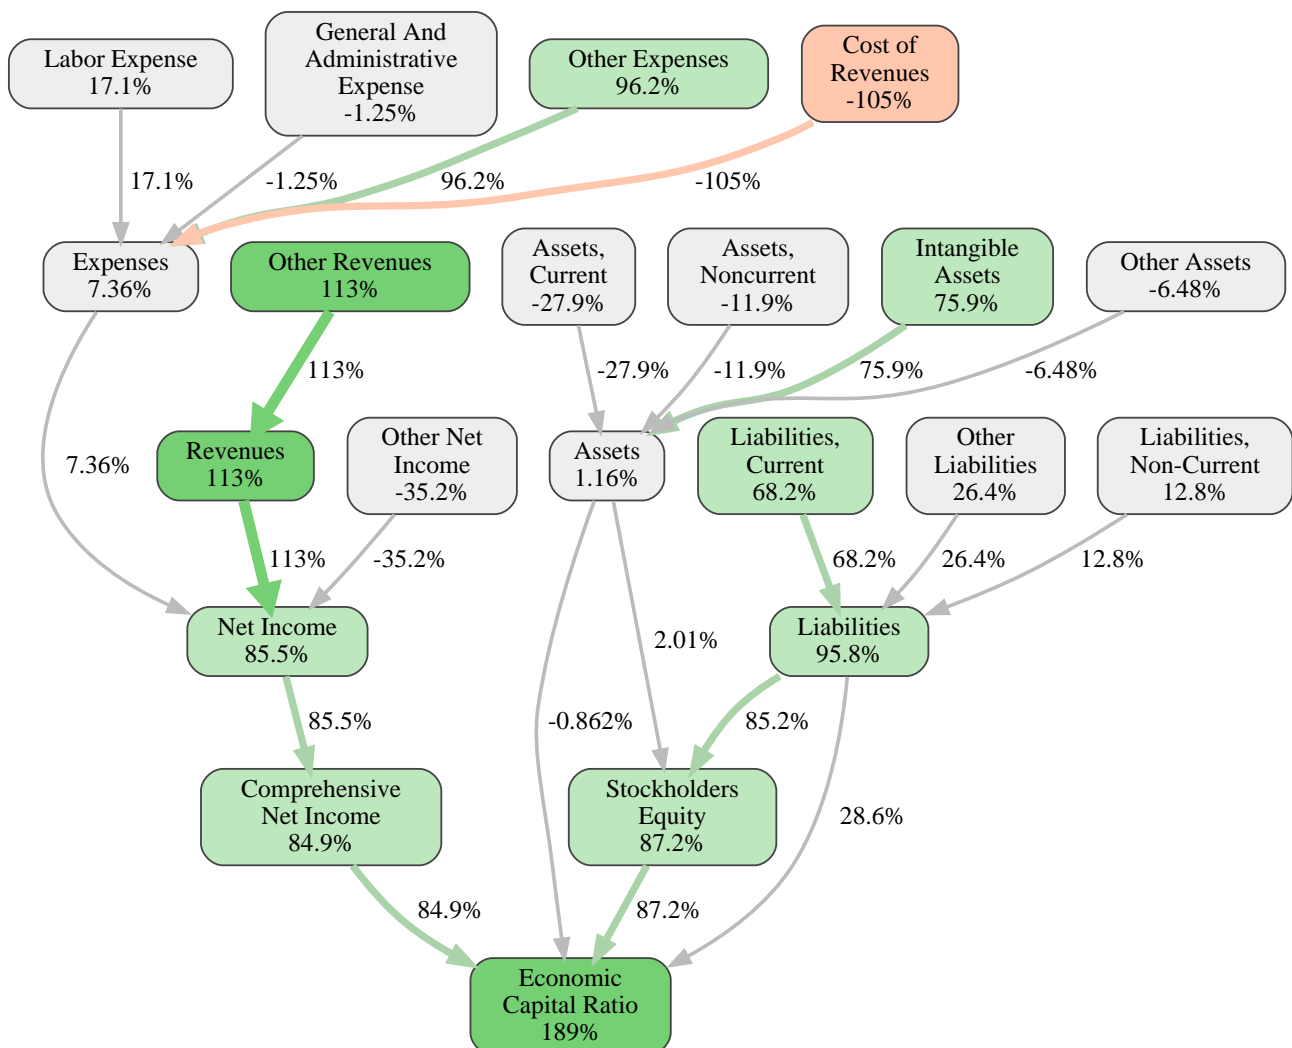 Labor Expense
17.1%
General And
Administrative
Expense
-1.25%
Other Expenses
96.2%
Cost of
Revenues
-105%
17.1%
-1.25%
96.2%
-105%
Expenses
7.36%
Other Revenues
113%
Assets,
Current
-27.9%
Assets,
Noncurrent
-11.9%
Intangible
Assets
75.9%
Other Assets
-6.48%
113%
-27.9%
-11.9%
75.9%
-6.48%
7.36%
Revenues
113%
Other Net
Income
-35.2%
Assets
1.16%
Liabilities,
Current
68.2%
Other
Liabilities
26.4%
Liabilities,
Non-Current
12.8%
113%
-35.2%
68.2%
26.4%
12.8%
Net Income
85.5%
2.01%
Liabilities
95.8%
85.5%
-0.862%
85.2%
Comprehensive
Net Income
84.9%
Stockholders
Equity
87.2%
28.6%
84.9%
87.2%
Economic
Capital Ratio
189%